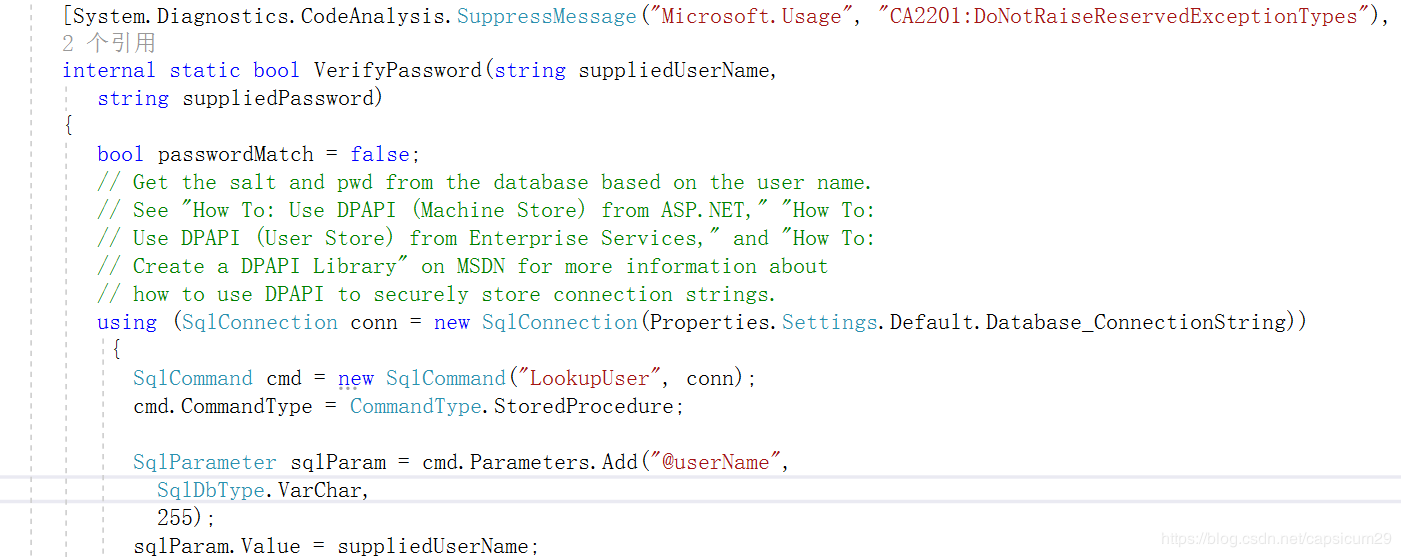 [System.Diagnostics.CodeAnalysis.SuppressMessage("Microsoft.Usage", "CA2201:DoNotRaiseReservedExceptionTypes"),
2 个引用
internal static bool VerifyPassword(string suppliedUserName,
string suppliedPassword)
{
bool passwordMatch = false;
// Get the salt and pwd from the database based on the user name.
// See "How To: Use DPAPI (Machine Store) from ASP.NET," "How To:
// Use DPAPI (User Store) from Enterprise Services," and "How To:
// Create a DPAPI Library" on MSDN for more information about
// how to use DPAPI to securely store connection strings.
using (SqlConnection conn = new SqlConnection(Properties.Settings.Default.Database_ConnectionString))
{
SqlCommand cmd = new SqlCommand("LookupUser", conn);
cmd.CommandType = CommandType.StoredProcedure;
SqlParameter sqlParam = cmd.Parameters.Add("@userName",
SqlDbType.VarChar,
255);
sqlParam.Value = suppliedUserName;
https://blog.csdn.net/capsicum29